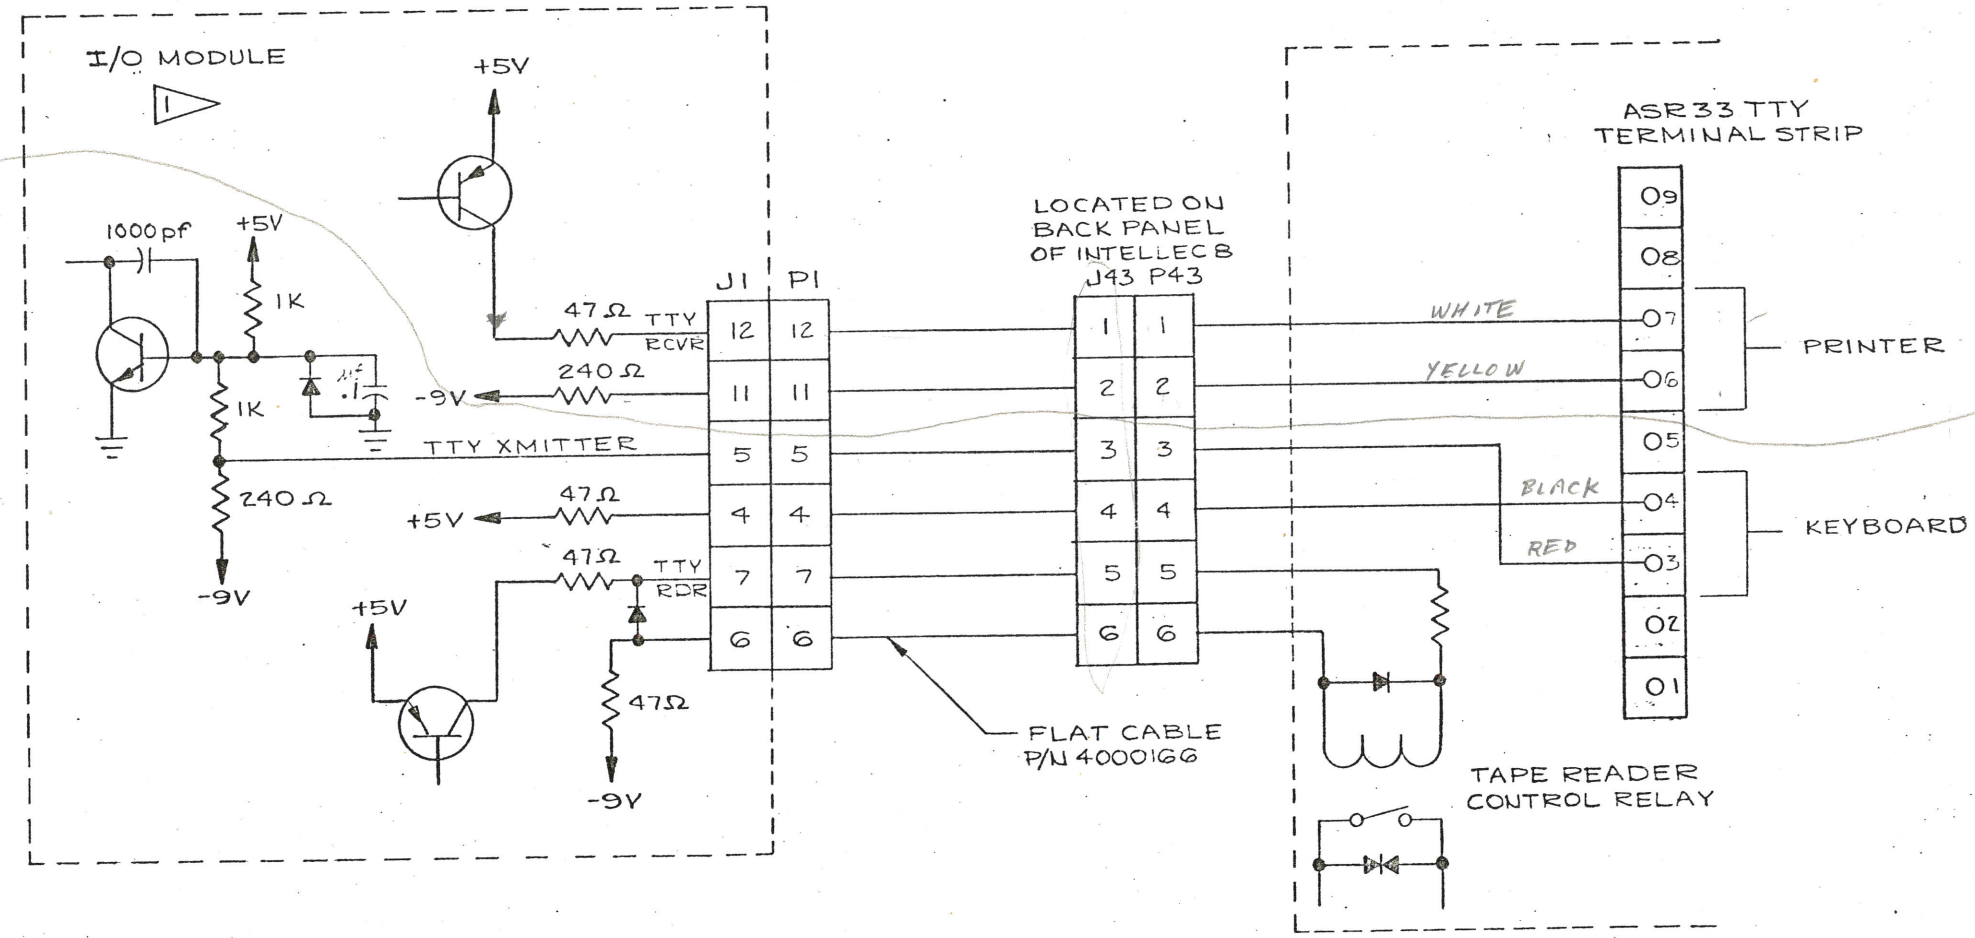 I/O MODULE
1
+5V
1000pf
+5V
1K
1K
.1
µf
240Ω
-9V
47Ω
TTY
RCVR
240Ω
-9V
TTY XMITTER
47Ω
+5V
47Ω
TTY
RDR
+5V
47Ω
-9V
J1 P1
12 12
11 11
5 5
4 4
7 7
6 6
FLAT CABLE
P/N 4000166
LOCATED ON
BACK PANEL
OF INTELLEC 8
J43 P43
1 1
2 2
3 3
4 4
5 5
6 6
WHITE
YELLOW
BLACK
RED
ASR33 TTY
TERMINAL STRIP
09
08
07
06
05
04
03
02
01
PRINTER
KEYBOARD
TAPE READER
CONTROL RELAY